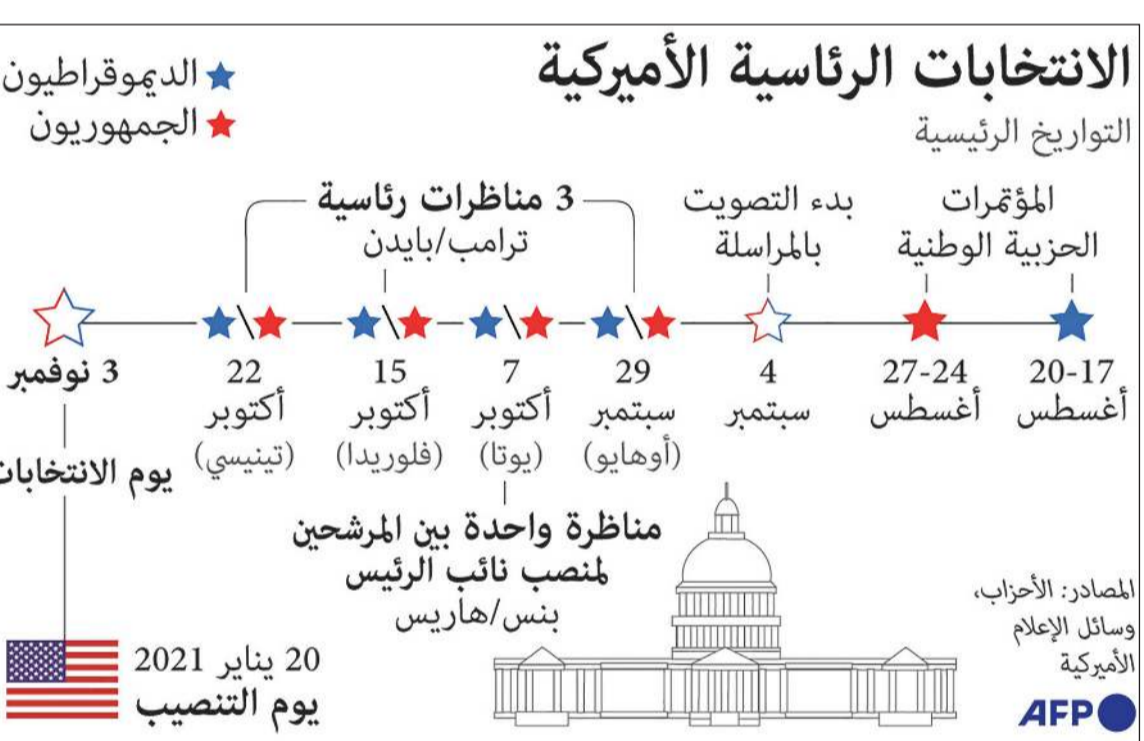 الانتخابات الرئاسية الأميركية
التواريخ الرئيسية
الديموقراطيون
الجمهوريون
المؤتمرات
الحزبية الوطنية
بدء التصويت
بالمراسلة
3 مناظرات رئاسية
ترامب/بايدن
20-17
أغسطس
27-24
أغسطس
4
سبتمبر
29
سبتمبر
(أوهايو)
7
أكتوبر
(يوتا)
15
أكتوبر
(فلوريدا)
22
أكتوبر
(تينيسي)
3 نوفمبر
يوم الانتخابات
مناظرة واحدة بين المرشحين
لمنصب نائب الرئيس
بنس/هاريس
20 يناير 2021
يوم التنصيب
المصادر: الأحزاب،
وسائل الإعلام
الأميركية
AFP